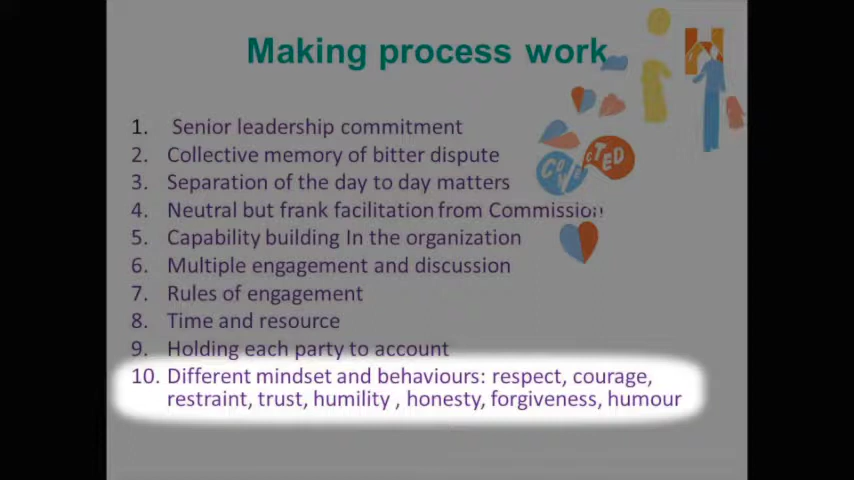 Making process work
1. Senior leadership commitment
2. Collective memory of bitter dispute
3. Separation of the day to day matters
4. Neutral but frank facilitation from Commission
5. Capability building In the organization
6. Multiple engagement and discussion
7. Rules of engagement
8. Time and resource
9. Holding each party to account
10. Different mindset and behaviours: respect, courage,
restraint, trust, humility , honesty, forgiveness, humour